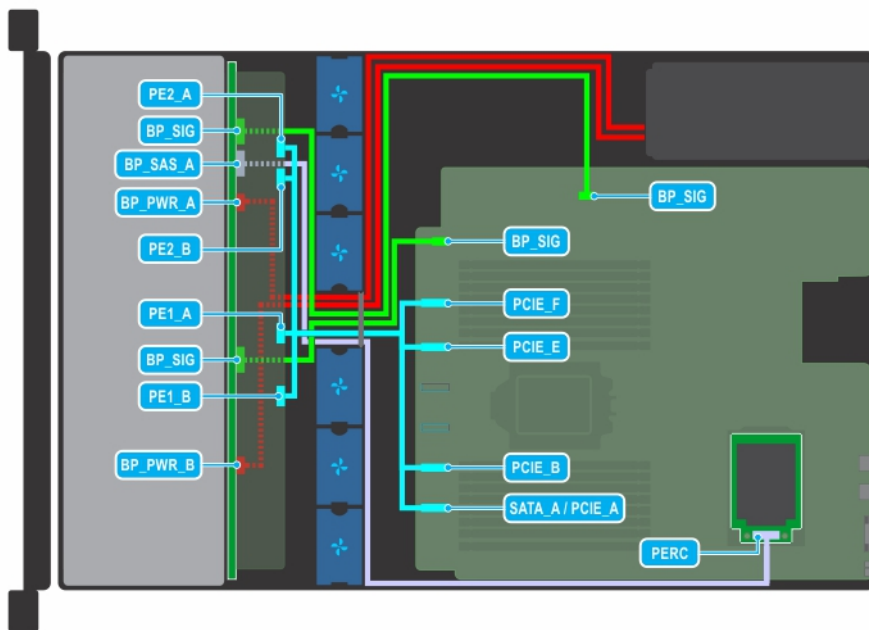 PE2_A
BP_SIG
BP_SAS_A
BP_PWR_A
PE2_B
PE1_A
BP_SIG
PE1_B
BP_PWR_B
BP_SIG
BP_SIG
PCIE_F
PCIE_E
PCIE_B
SATA_A / PCIE_A
PERC